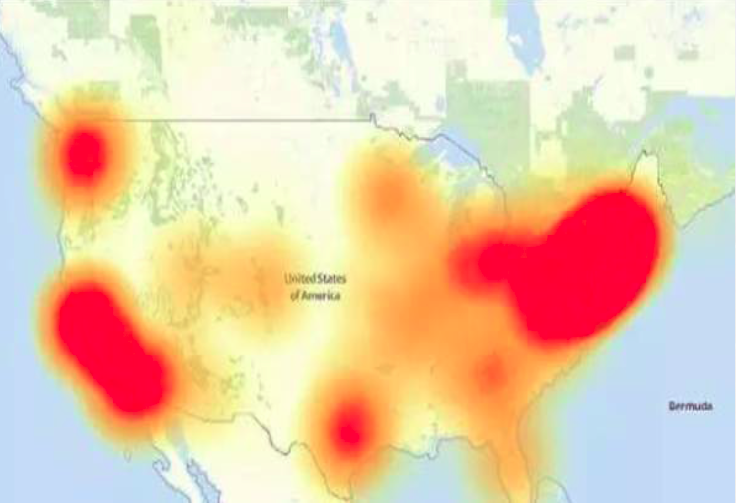 United States
of America
Bermuda